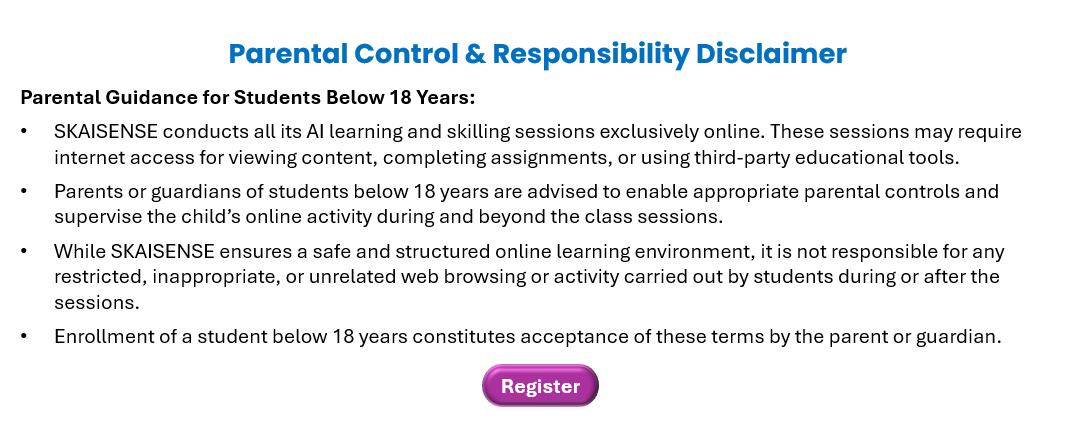 Parental Control & Responsibility Disclaimer
Parental Guidance for Students Below 18 Years:
• SKAISENSE conducts all its AI learning and skilling sessions exclusively online. These sessions may require
internet access for viewing content, completing assignments, or using third-party educational tools.
• Parents or guardians of students below 18 years are advised to enable appropriate parental controls and
supervise the child’s online activity during and beyond the class sessions.
• While SKAISENSE ensures a safe and structured online learning environment, it is not responsible for any
restricted, inappropriate, or unrelated web browsing or activity carried out by students during or after the
sessions.
• Enrollment of a student below 18 years constitutes acceptance of these terms by the parent or guardian.
Register